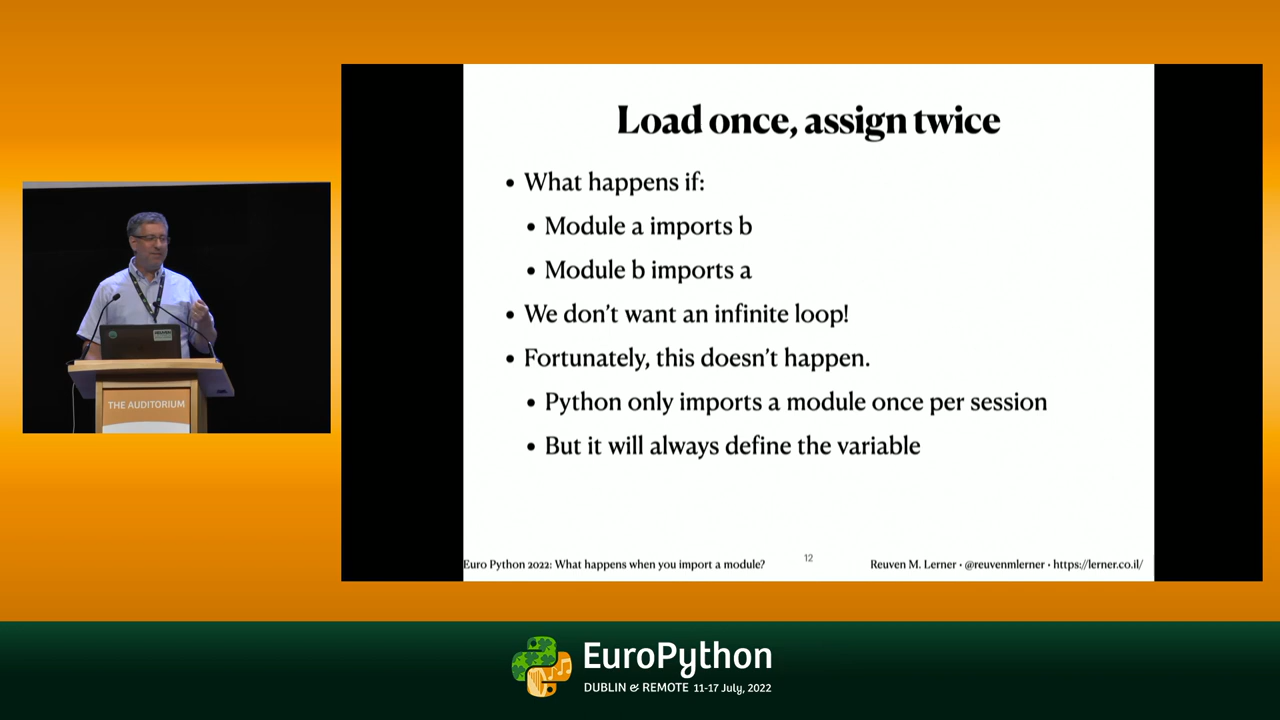 Load once, assign twice
• What happens if:
• Module a imports b
• Module b imports a
• We don't want an infinite loop!
• Fortunately, this doesn't happen.
• Python only imports a module once per session
• But it will always define the variable
Euro Python 2022: What happens when you import a module?
12
Reuven M. Lerner • @reuvenmlerner • https://lerner.co.il/
THE AUDITORIUM
EuroPython
DUBLIN & REMOTE 11-17 July, 2022